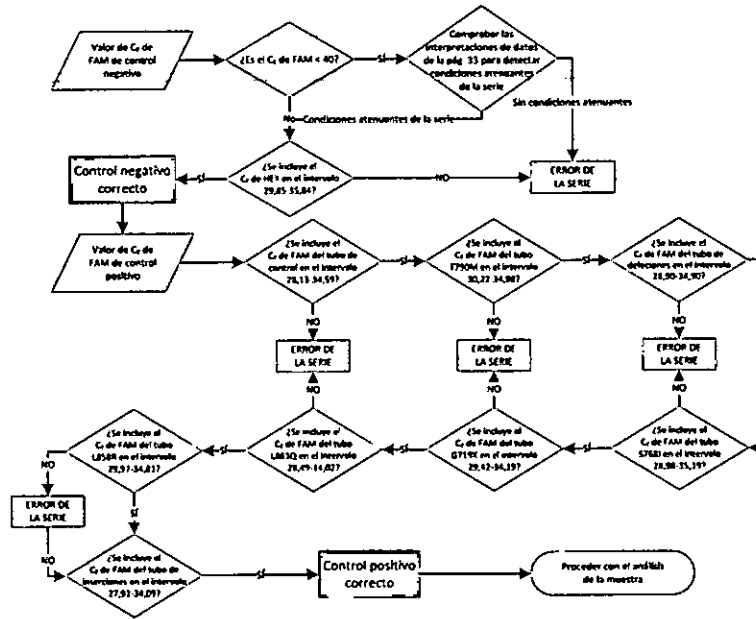 Valor de Cₜ de
FAM de control
negativo
¿Es el Cₜ de FAM < 40?
Sí
Comprobar las
interpretaciones de datos
de la pág. 33 para detectar
condiciones atenuantes
de la serie
No
Condiciones atenuantes de la serie
Sin condiciones atenuantes
Control negativo
correcto
Sí
¿Se incluye el
Cₜ de HEX en el intervalo
29,85-35,84?
NO
ERROR DE
LA SERIE
Valor de Cₜ de
FAM de control
positivo
¿Se incluye el
Cₜ de FAM del tubo de
control en el intervalo
28,13-34,59?
Sí
¿Se incluye el
Cₜ de FAM del tubo
T790M en el intervalo
30,22-34,98?
Sí
¿Se incluye el
Cₜ de FAM del tubo de
deleciones en el intervalo
28,90-34,90?
NO
NO
NO
ERROR DE
LA SERIE
ERROR DE
LA SERIE
ERROR DE
LA SERIE
NO
NO
NO
¿Se incluye el
Cₜ de FAM del tubo
L858R en el intervalo
29,97-34,81?
Sí
¿Se incluye el
Cₜ de FAM del tubo
L861Q en el intervalo
28,49-34,02?
Sí
¿Se incluye el
Cₜ de FAM del tubo
G719X en el intervalo
29,42-34,19?
Sí
¿Se incluye el
Cₜ de FAM del tubo
S768I en el intervalo
28,98-35,19?
NO
ERROR DE
LA SERIE
NO
Sí
¿Se incluye el
Cₜ de FAM del tubo de
inserciones en el intervalo
27,92-34,09?
Sí
Control positivo
correcto
Proceder con el análisis
de la muestra